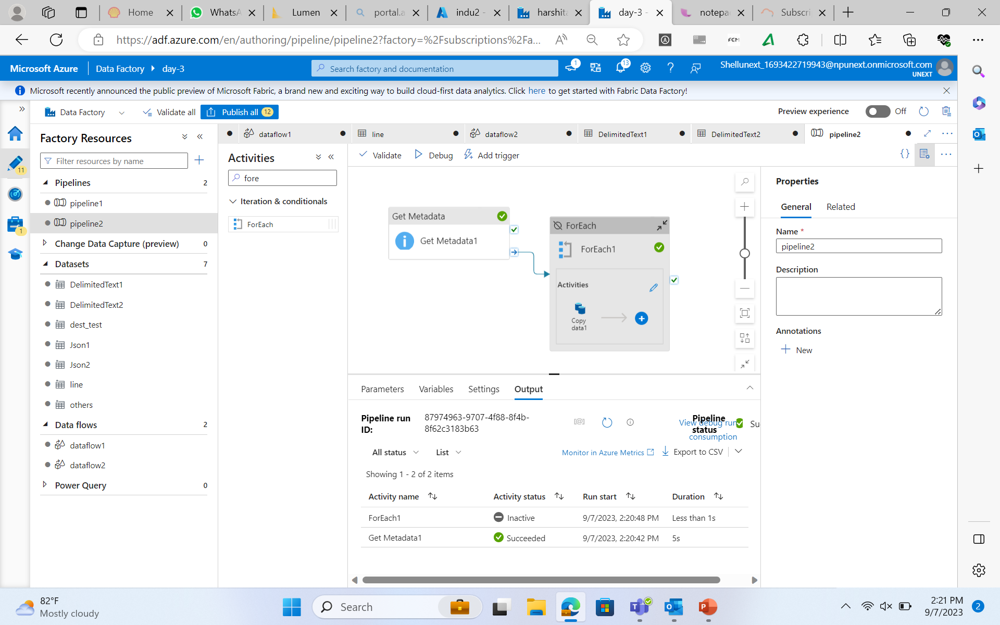 Home
WhatsA
Lumen
portal.a
indu2 -
harshita
day-3 -
notepa
Subscri
https://adf.azure.com/en/authoring/pipeline/pipeline2?factory=%2Fsubscriptions%2Fa...
FCM
Microsoft Azure
Data Factory
day-3
Search factory and documentation
1
13
Shellunext_1693422719943@npunext.onmicrosoft.com
UNEXT
Microsoft recently announced the public preview of Microsoft Fabric, a brand new and exciting way to build cloud-first data analytics. Click here to get started with Fabric Data Factory!
Data Factory
Validate all
Publish all 12
Preview experience
Off
11
1
Factory Resources
Filter resources by name
Pipelines 2
pipeline1
pipeline2
Change Data Capture (preview) 0
Datasets 7
DelimitedText1
DelimitedText2
dest_test
Json1
Json2
line
others
Data flows 2
dataflow1
dataflow2
Power Query 0
dataflow1
line
dataflow2
DelimitedText1
DelimitedText2
pipeline2
Activities
fore
Iteration & conditionals
ForEach
Validate
Debug
Add trigger
Get Metadata
Get Metadata1
ForEach
ForEach1
Activities
Copy
data1
Parameters
Variables
Settings
Output
Pipeline run
ID:
87974963-9707-4f88-8f4b-
8f62c3183b63
View debug run
consumption
Pipeline
status
Su
All status
List
Monitor in Azure Metrics
Export to CSV
Showing 1 - 2 of 2 items
Activity name
Activity status
Run start
Duration
ForEach1
Inactive
9/7/2023, 2:20:48 PM
Less than 1s
Get Metadata1
Succeeded
9/7/2023, 2:20:42 PM
5s
Properties
General
Related
Name *
pipeline2
Description
Annotations
New
82°F
Mostly cloudy
Search
2:21 PM
9/7/2023
2